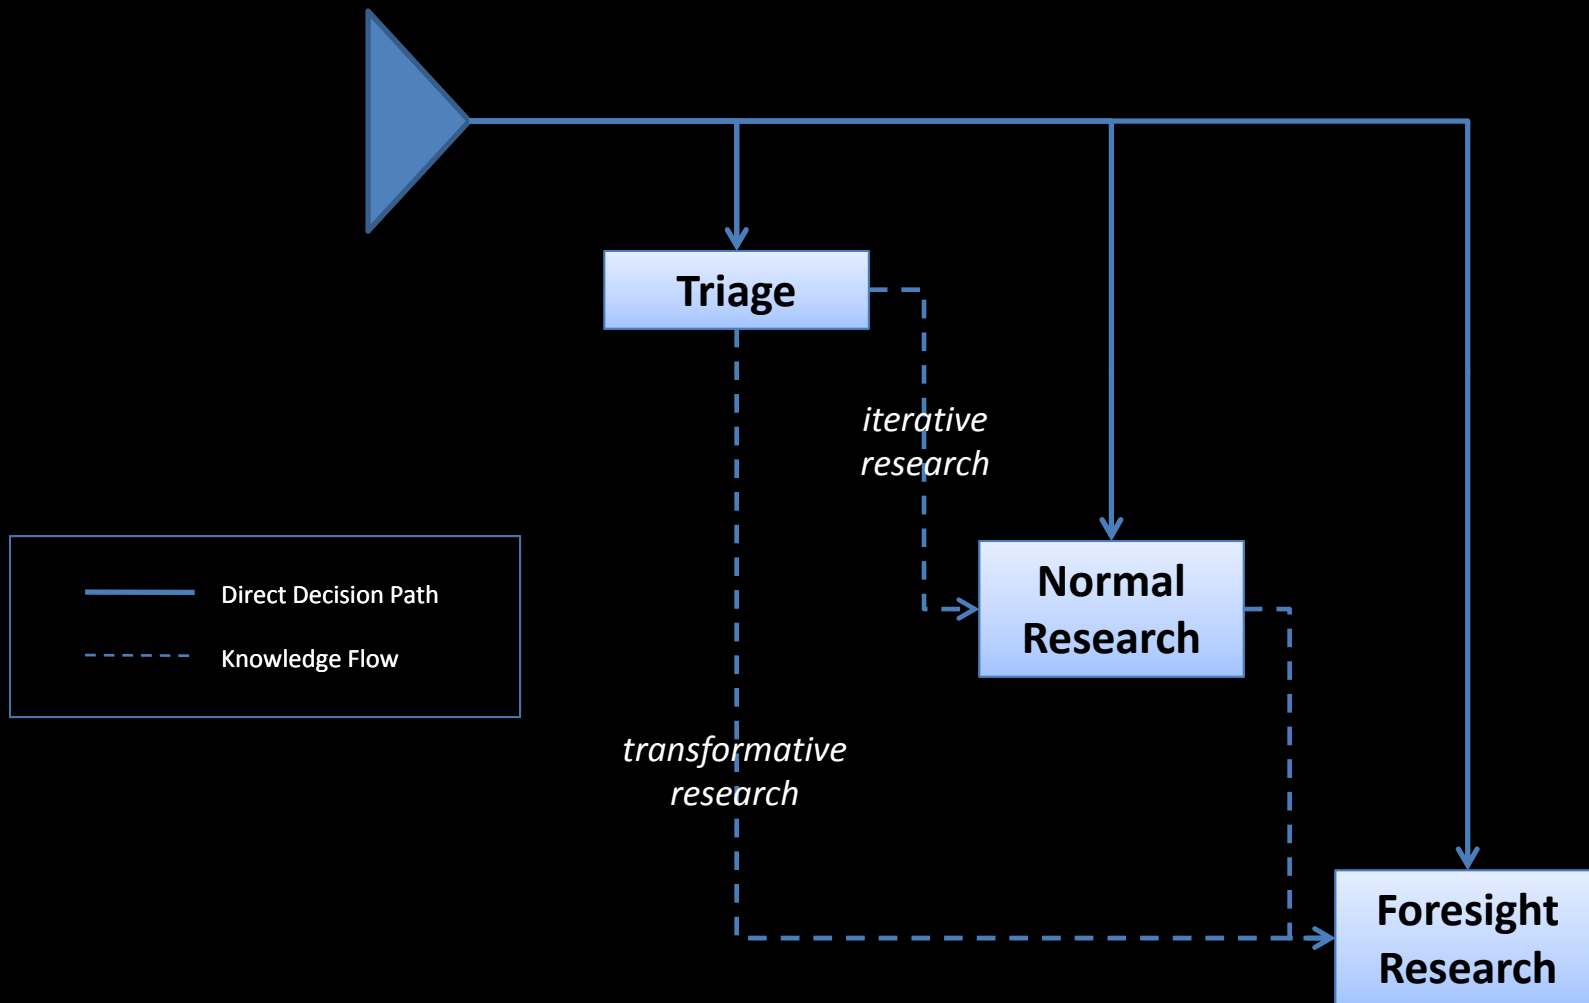 Triage
iterative
research
Normal
Research
Direct Decision Path
Knowledge Flow
transformative
research
Foresight
Research